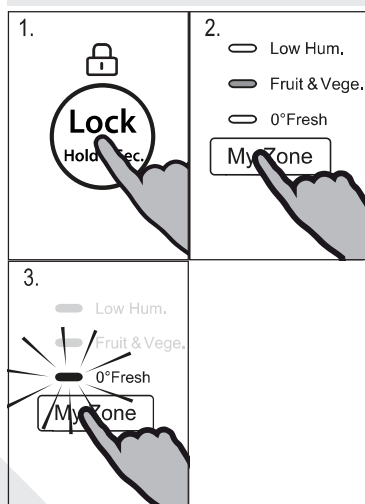 1.
Lock
Hold Sec.
2.
Low Hum.
Fruit & Vege.
0°Fresh
My Zone
3.
Low Hum.
Fruit & Vege.
0°Fresh
My Zone